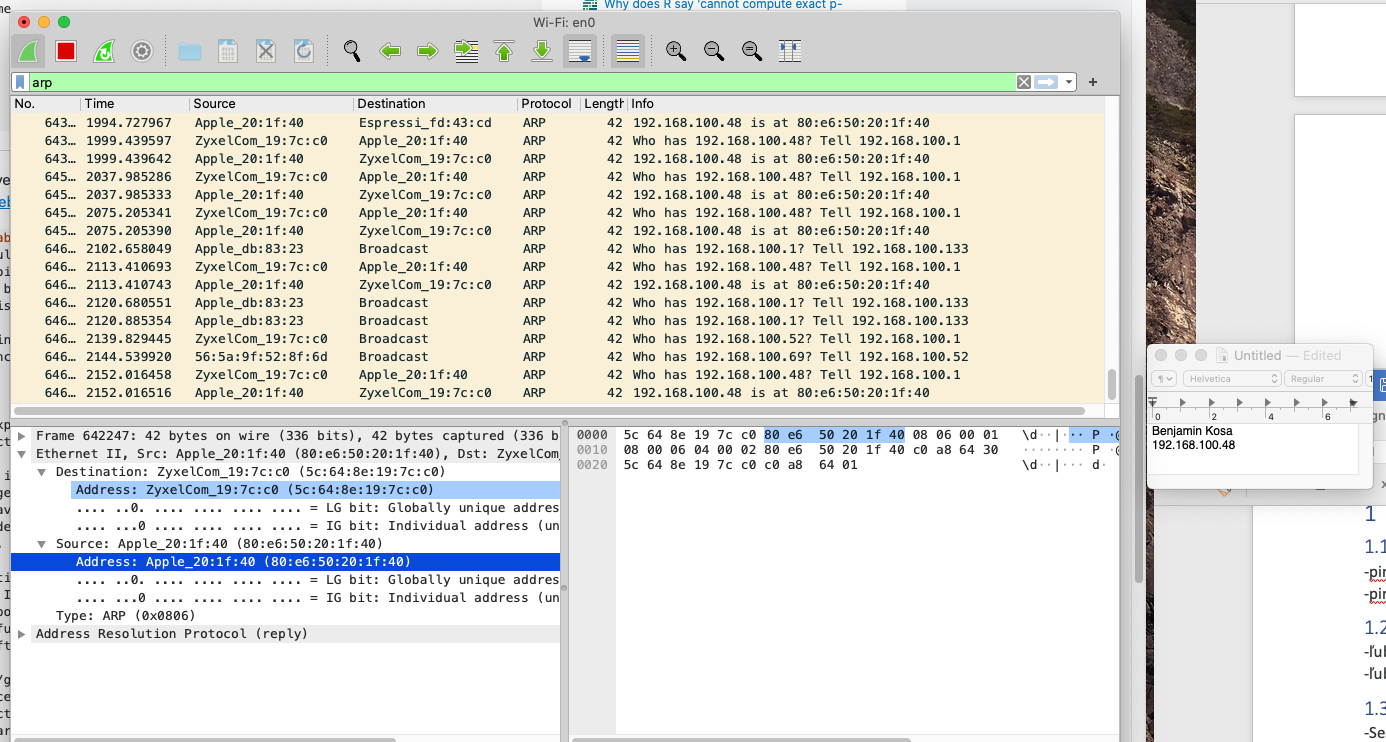 Why does R say 'cannot compute exact p-
Wi-Fi: en0
arp
No. Time Source Destination Protocol Length Info
643… 1994.727967 Apple_20:1f:40 Espressi_fd:43:cd ARP 42 192.168.100.48 is at 80:e6:50:20:1f:40
643… 1999.439597 ZyxelCom_19:7c:c0 Apple_20:1f:40 ARP 42 Who has 192.168.100.48? Tell 192.168.100.1
643… 1999.439642 Apple_20:1f:40 ZyxelCom_19:7c:c0 ARP 42 192.168.100.48 is at 80:e6:50:20:1f:40
645… 2037.985286 ZyxelCom_19:7c:c0 Apple_20:1f:40 ARP 42 Who has 192.168.100.48? Tell 192.168.100.1
645… 2037.985333 Apple_20:1f:40 ZyxelCom_19:7c:c0 ARP 42 192.168.100.48 is at 80:e6:50:20:1f:40
645… 2075.205341 ZyxelCom_19:7c:c0 Apple_20:1f:40 ARP 42 Who has 192.168.100.48? Tell 192.168.100.1
645… 2075.205390 Apple_20:1f:40 ZyxelCom_19:7c:c0 ARP 42 192.168.100.48 is at 80:e6:50:20:1f:40
646… 2102.658049 Apple_db:83:23 Broadcast ARP 42 Who has 192.168.100.1? Tell 192.168.100.133
646… 2113.410693 ZyxelCom_19:7c:c0 Apple_20:1f:40 ARP 42 Who has 192.168.100.48? Tell 192.168.100.1
646… 2113.410743 Apple_20:1f:40 ZyxelCom_19:7c:c0 ARP 42 192.168.100.48 is at 80:e6:50:20:1f:40
646… 2120.680551 Apple_db:83:23 Broadcast ARP 42 Who has 192.168.100.1? Tell 192.168.100.133
646… 2120.885354 Apple_db:83:23 Broadcast ARP 42 Who has 192.168.100.1? Tell 192.168.100.133
646… 2139.829445 ZyxelCom_19:7c:c0 Broadcast ARP 42 Who has 192.168.100.52? Tell 192.168.100.1
646… 2144.539920 56:5a:9f:52:8f:6d Broadcast ARP 42 Who has 192.168.100.69? Tell 192.168.100.52
646… 2152.016458 ZyxelCom_19:7c:c0 Apple_20:1f:40 ARP 42 Who has 192.168.100.48? Tell 192.168.100.1
646… 2152.016516 Apple_20:1f:40 ZyxelCom_19:7c:c0 ARP 42 192.168.100.48 is at 80:e6:50:20:1f:40
Frame 642247: 42 bytes on wire (336 bits), 42 bytes captured (336 b
Ethernet II, Src: Apple_20:1f:40 (80:e6:50:20:1f:40), Dst: ZyxelCom_
Destination: ZyxelCom_19:7c:c0 (5c:64:8e:19:7c:c0)
Address: ZyxelCom_19:7c:c0 (5c:64:8e:19:7c:c0)
.... ..0. .... .... .... .... = LG bit: Globally unique addres
.... ...0 .... .... .... .... = IG bit: Individual address (un
Source: Apple_20:1f:40 (80:e6:50:20:1f:40)
Address: Apple_20:1f:40 (80:e6:50:20:1f:40)
.... ..0. .... .... .... .... = LG bit: Globally unique addres
.... ...0 .... .... .... .... = IG bit: Individual address (un
Type: ARP (0x0806)
Address Resolution Protocol (reply)
0000 5c 64 8e 19 7c c0 80 e6 50 20 1f 40 08 06 00 01 \d··|··· P ·@
0010 08 00 06 04 00 02 80 e6 50 20 1f 40 c0 a8 64 30 ········ P ·@
0020 5c 64 8e 19 7c c0 c0 a8 64 01 \d··|··· d·
Untitled — Edited
Helvetica Regular
0 2 4 6
Benjamin Kosa
192.168.100.48
1
1.1
-pin
-pin
1.2
-ľub
-ľub
1.3
-Se